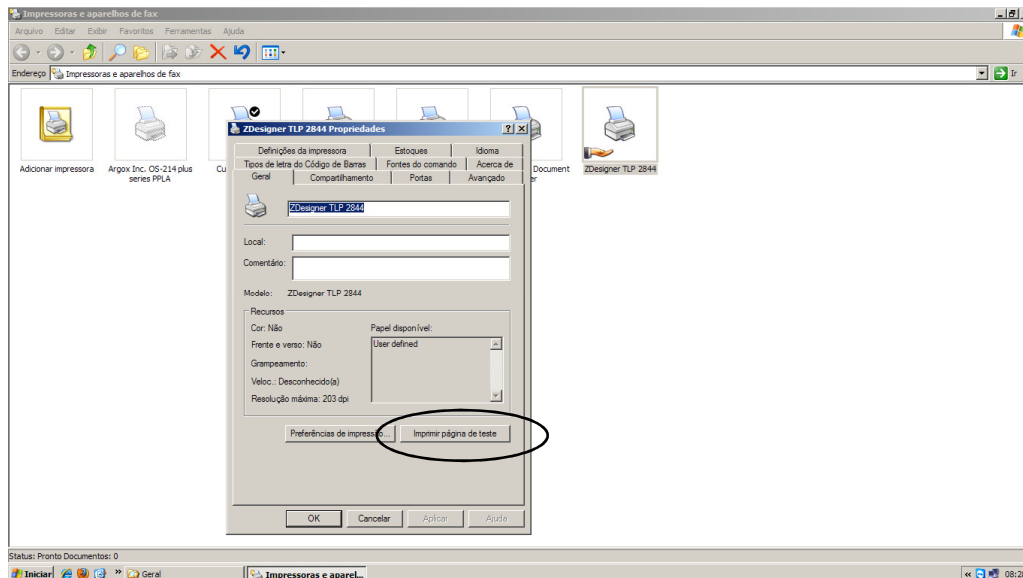 Impressoras e aparelhos de fax
Arquivo Editar Exibir Favoritos Ferramentas Ajuda
Endereço Impressoras e aparelhos de fax Ir
Adicionar impressora
Argox Inc. OS-214 plus
series PPLA
Cu
Document
er
ZDesigner TLP 2844
ZDesigner TLP 2844 Propriedades
Definições da impressora Estoques Idioma
Tipos de letra do Código de Barras Fontes do comando Acerca de
Geral Compartilhamento Portas Avançado
ZDesigner TLP 2844
Local:
Comentário:
Modelo: ZDesigner TLP 2844
Recursos
Cor: Não Papel disponível:
Frente e verso: Não User defined
Grampeamento:
Veloc.: Desconhecido(a)
Resolução máxima: 203 dpi
Preferências de impressão... Imprimir página de teste
OK Cancelar Aplicar Ajuda
Status: Pronto Documentos: 0
Iniciar » Geral Impressoras e aparel... «